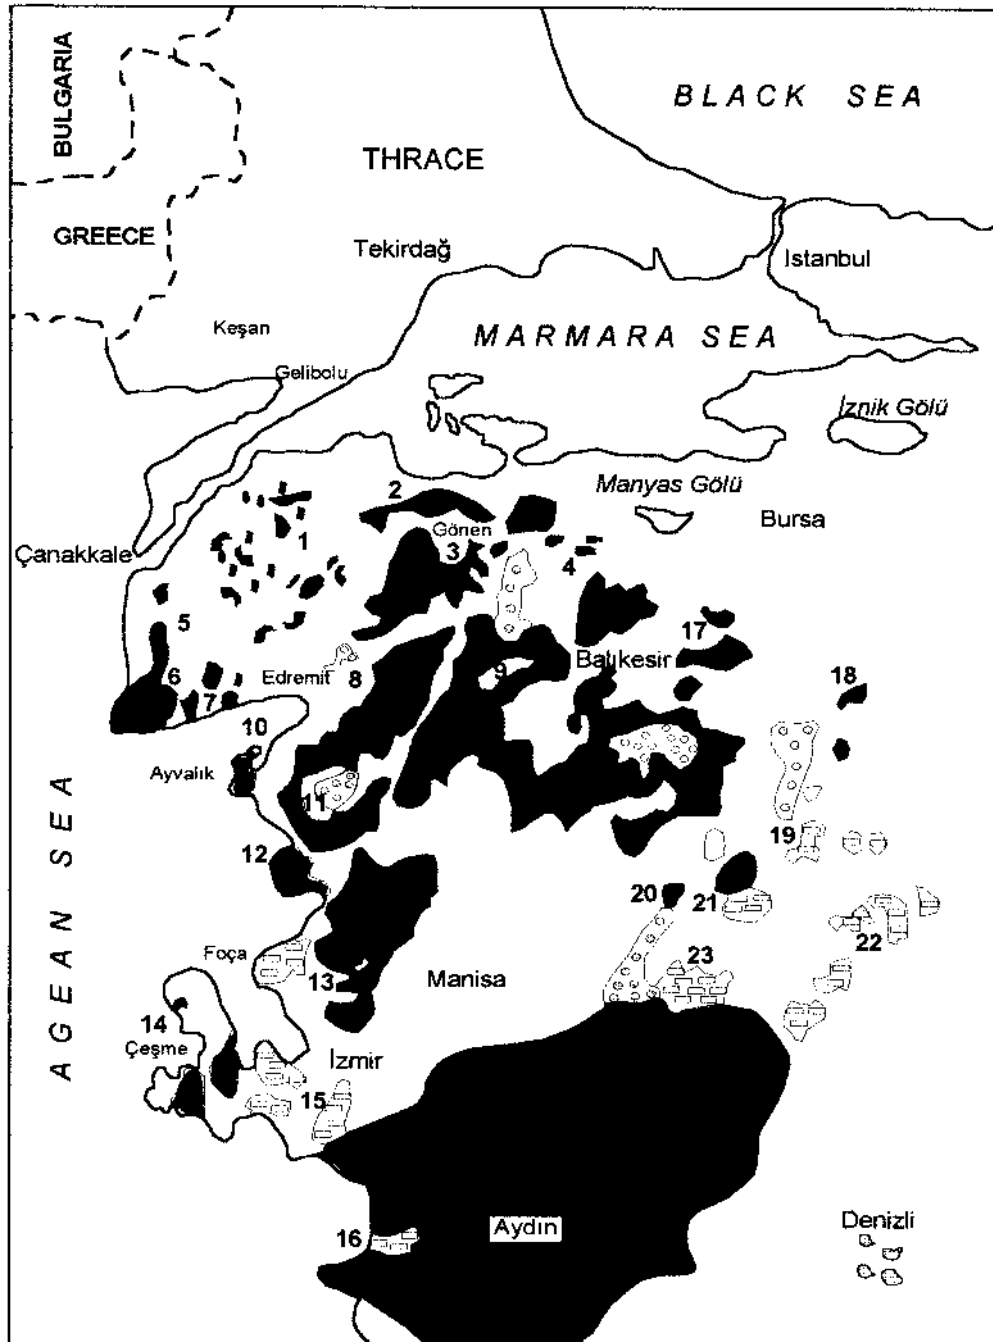 BULGARIA
BLACK SEA
THRACE
GREECE
Tekirdağ
Istanbul
Keşan
MARMARA SEA
Gelibolu
İznik Gölü
Manyas Gölü
2
Bursa
Gönen
1
3
Çanakkale
4
5
17
Edremit
8
9
Balıkesir
6
7
18
10
Ayvalık
11
AGEAN SEA
12
19
20
21
22
Foça
13
Manisa
23
14
Çeşme
İzmir
15
16
Aydın
Denizli